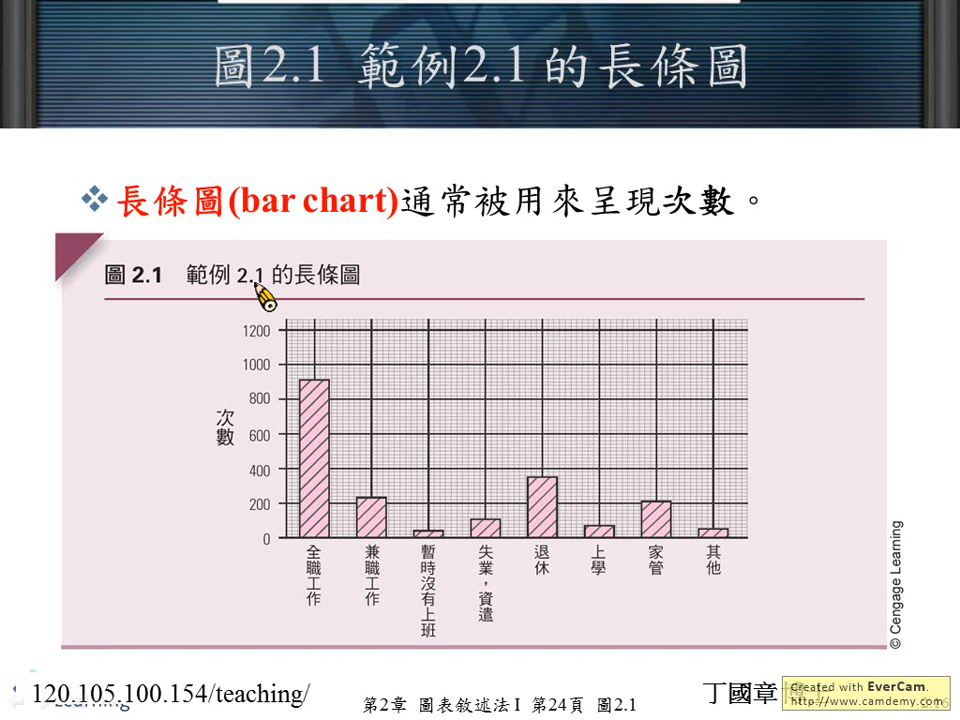 圖2.1 範例2.1 的長條圖
長條圖(bar chart)通常被用來呈現次數。
圖 2.1 範例 2.1 的長條圖
1200
1000
800
600
400
200
0
次數
全職工作
兼職工作
暫時沒有上班
失業，資遣
退休
上學
家管
其他
© Cengage Learning
120.105.100.154/teaching/
Learning
第2章 圖表敘述法 I 第24頁 圖2.1
丁國章
Created with EverCam.
http://www.camdemy.com